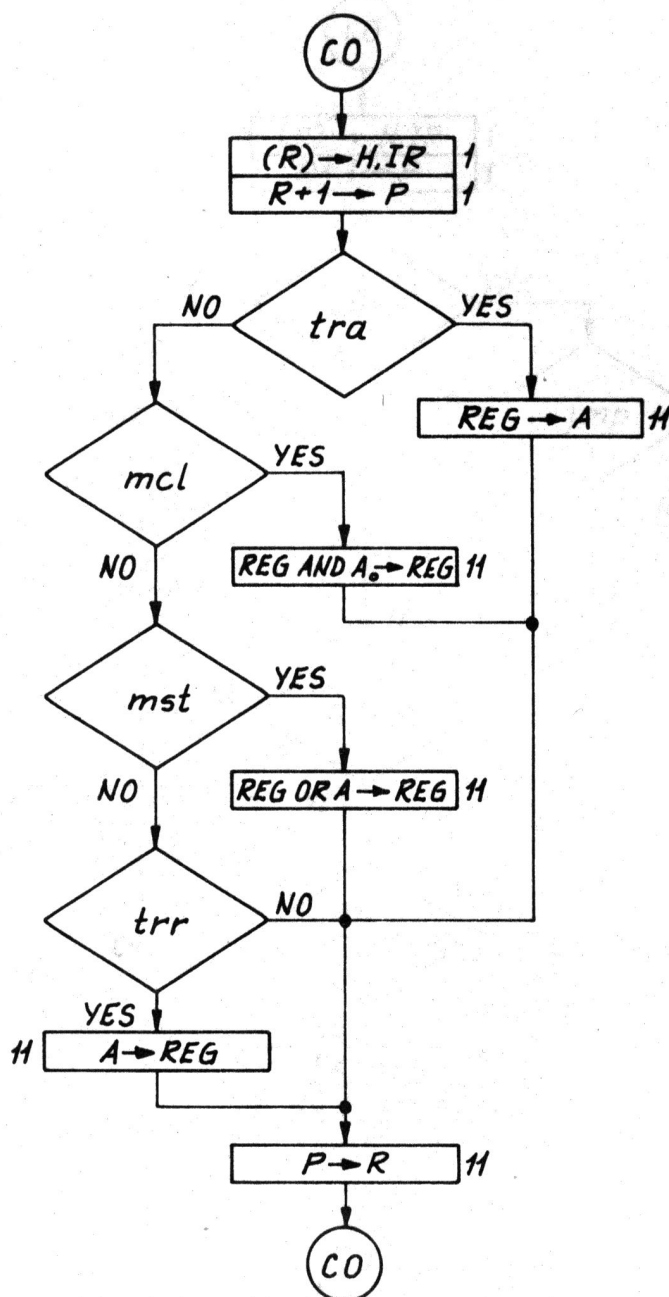 CO
(R)→H,IR 1
R+1→P 1
NO YES
tra
REG→A 11
mcl YES
NO
REG AND A₀→REG 11
mst YES
NO
REG OR A→REG 11
trr NO
YES
11 A→REG
P→R 11
CO